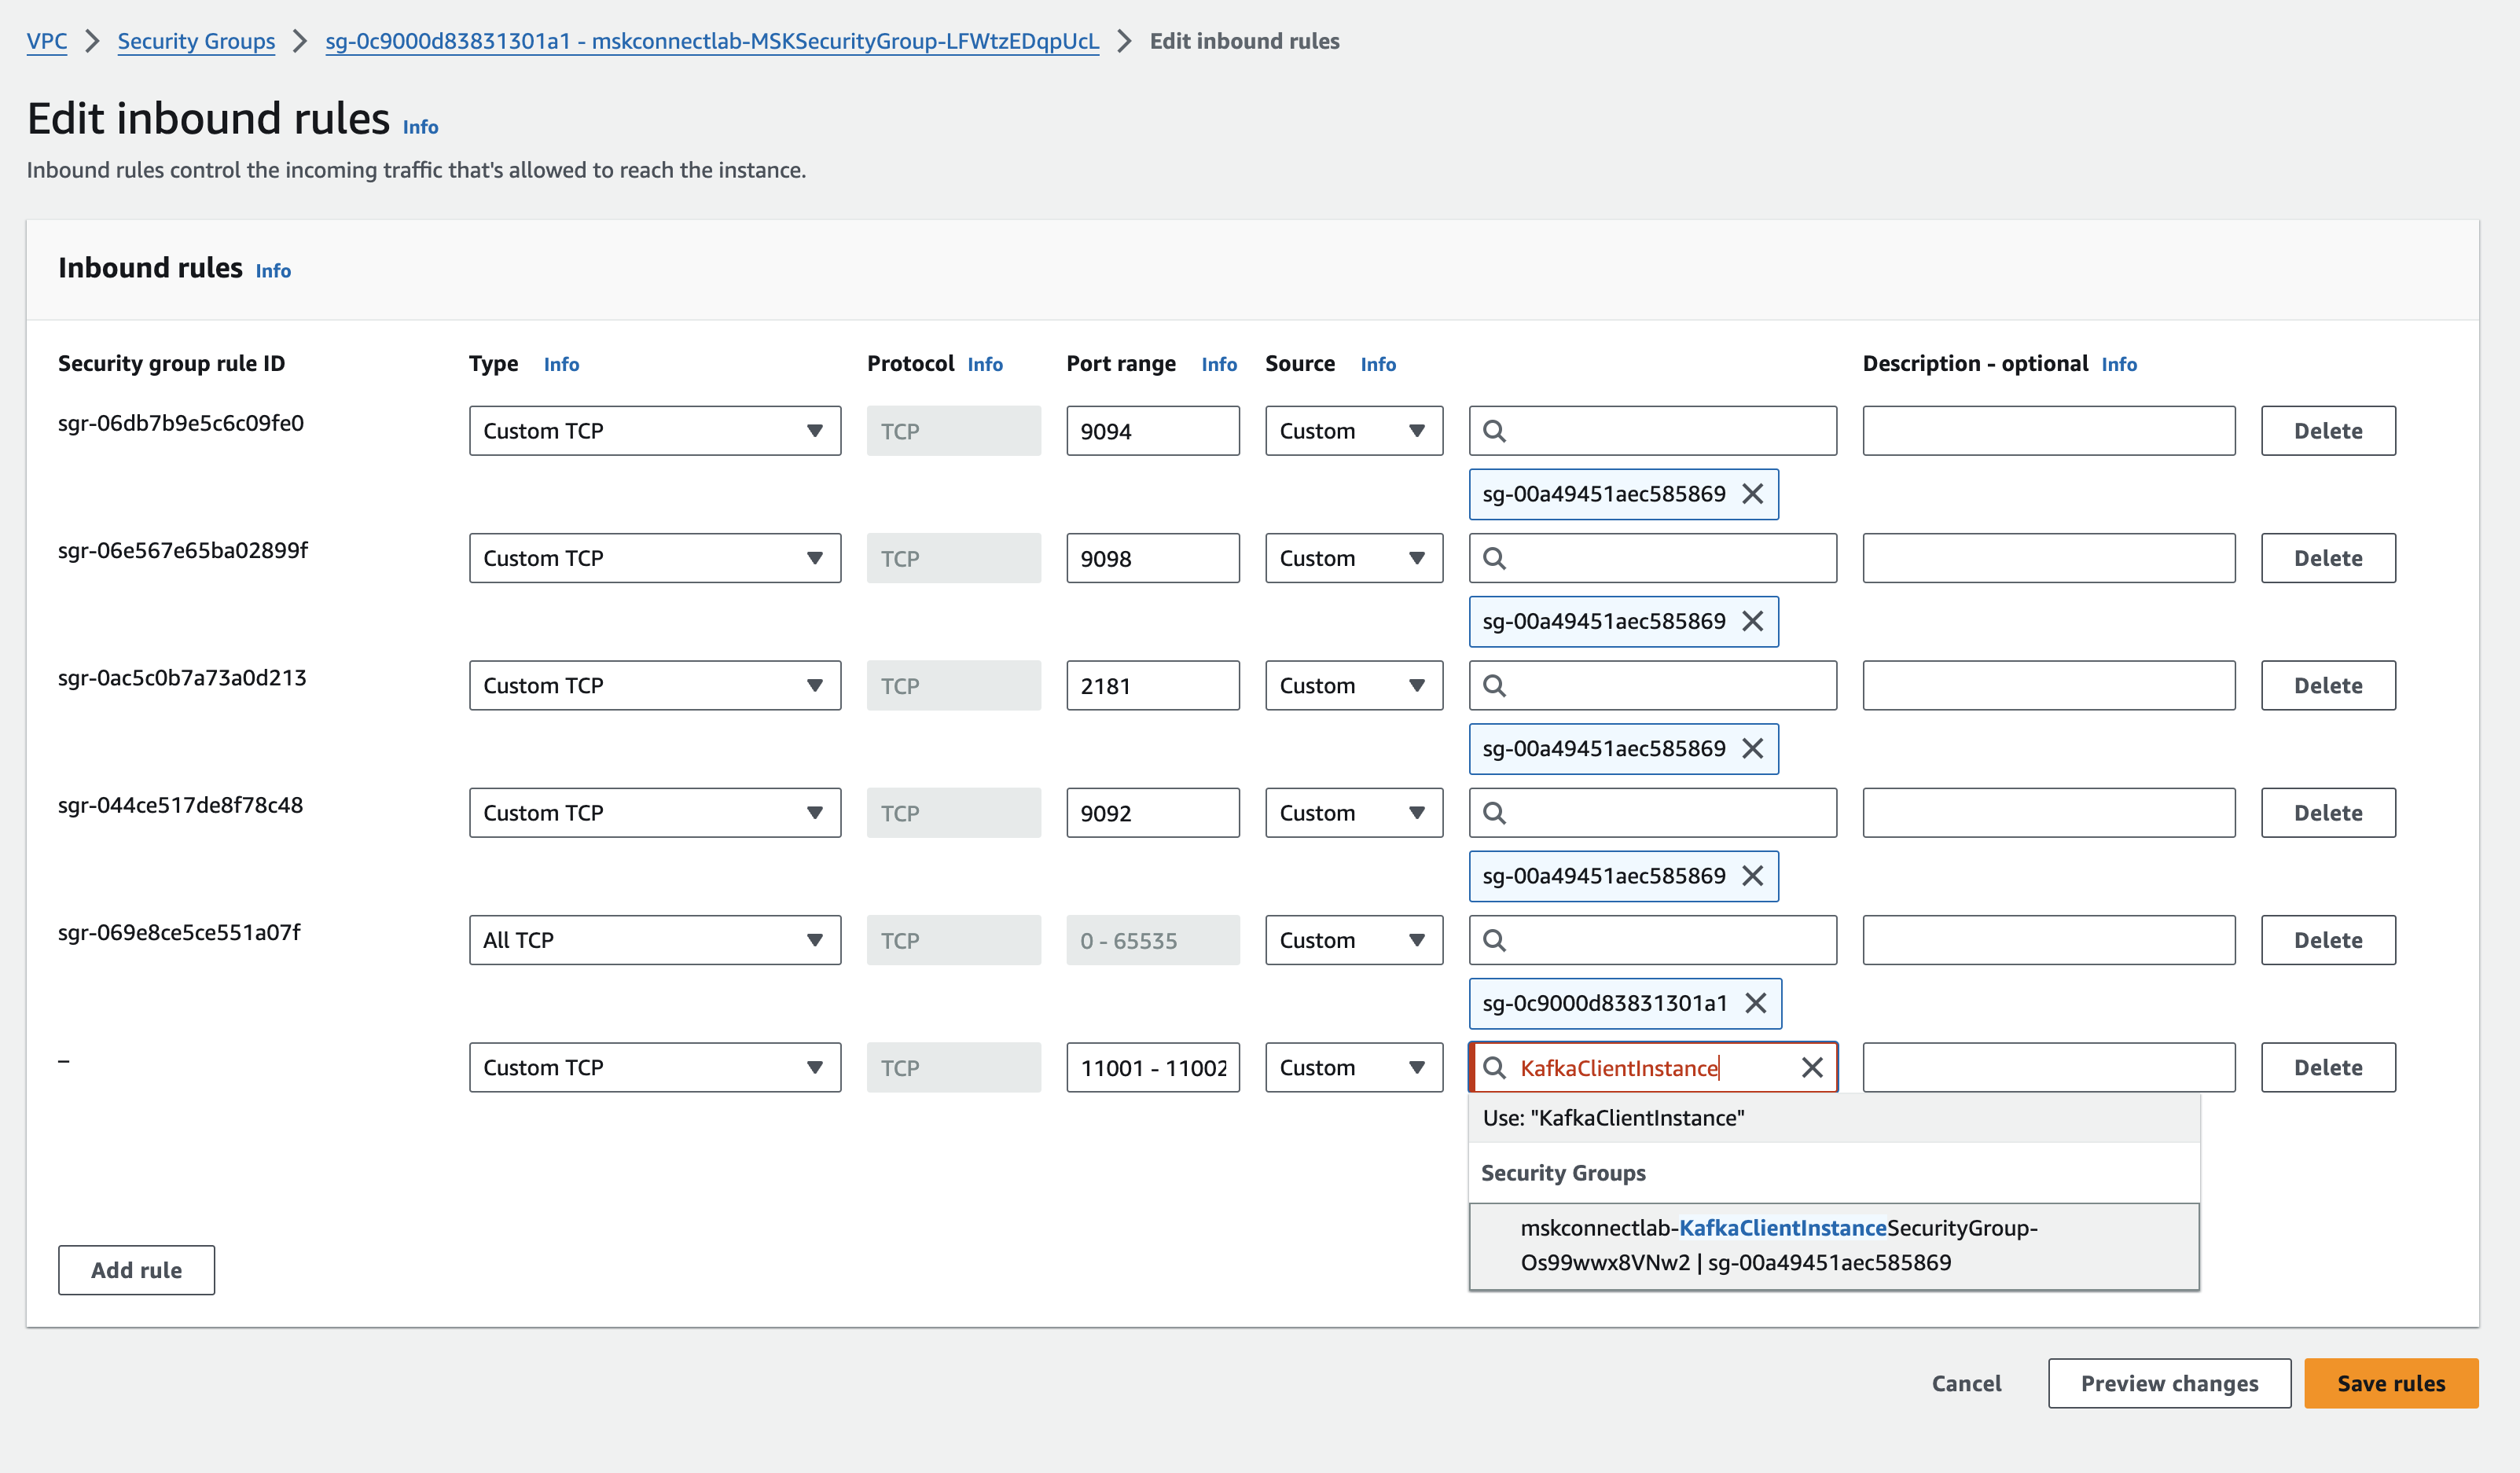 VPC > Security Groups > sg-0c9000d83831301a1 - mskconnectlab-MSKSecurityGroup-LFWtzEDqpUcL > Edit inbound rules
Edit inbound rules Info
Inbound rules control the incoming traffic that's allowed to reach the instance.
Inbound rules Info
Security group rule ID Type Info Protocol Info Port range Info Source Info Description - optional Info
sgr-06db7b9e5c6c09fe0 Custom TCP TCP 9094 Custom Delete
sg-00a49451aec585869
sgr-06e567e65ba02899f Custom TCP TCP 9098 Custom Delete
sg-00a49451aec585869
sgr-0ac5c0b7a73a0d213 Custom TCP TCP 2181 Custom Delete
sg-00a49451aec585869
sgr-044ce517de8f78c48 Custom TCP TCP 9092 Custom Delete
sg-00a49451aec585869
sgr-069e8ce5ce551a07f All TCP TCP 0 - 65535 Custom Delete
sg-0c9000d83831301a1
– Custom TCP TCP 11001 - 11002 Custom KafkaClientInstance Delete
Use: "KafkaClientInstance"
Security Groups
mskconnectlab-KafkaClientInstanceSecurityGroup-
Os99wwx8VNw2 | sg-00a49451aec585869
Add rule
Cancel Preview changes Save rules